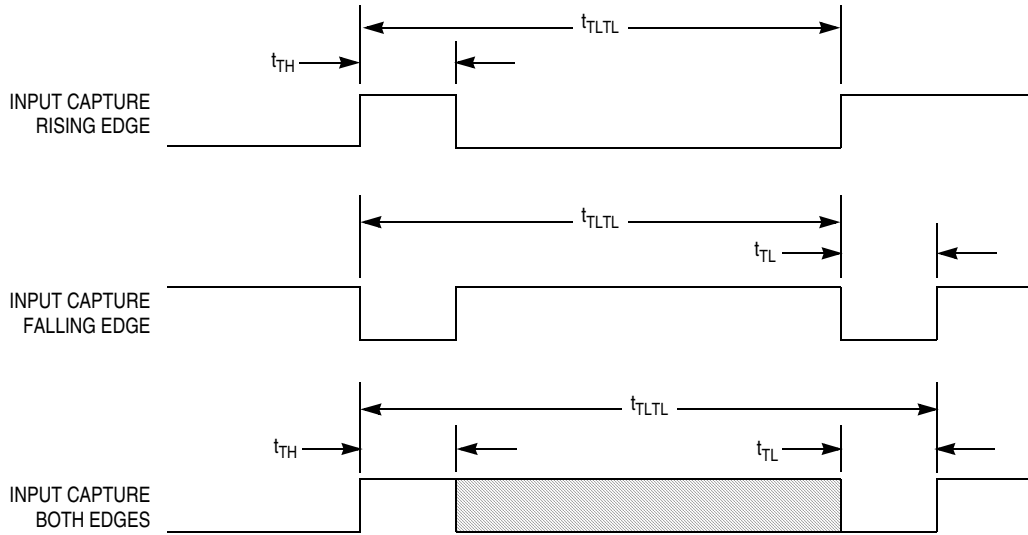 tTLTL
tTH
INPUT CAPTURE
RISING EDGE
tTLTL
tTL
INPUT CAPTURE
FALLING EDGE
tTLTL
tTH
tTL
INPUT CAPTURE
BOTH EDGES